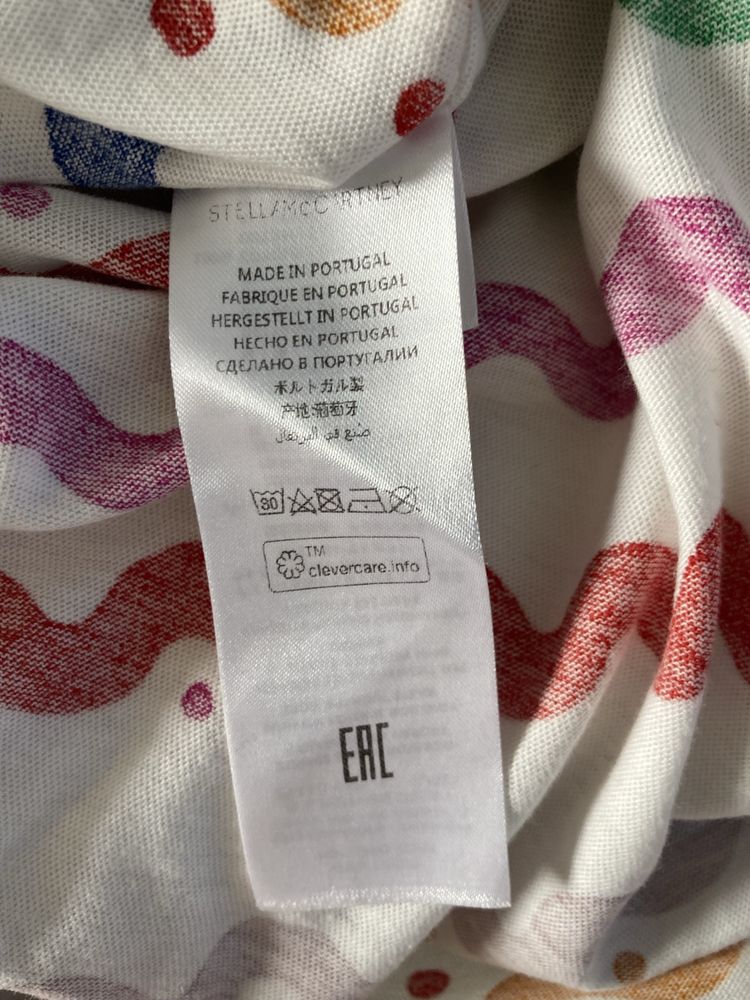 STELLA McCARTNEY
MADE IN PORTUGAL
FABRIQUE EN PORTUGAL
HERGESTELLT IN PORTUGAL
HECHO EN PORTUGAL
СДЕЛАНО В ПОРТУГАЛИИ
ポルトガル製
产地:葡萄牙
صنع في البرتغال
30
TM
clevercare.info
EAC